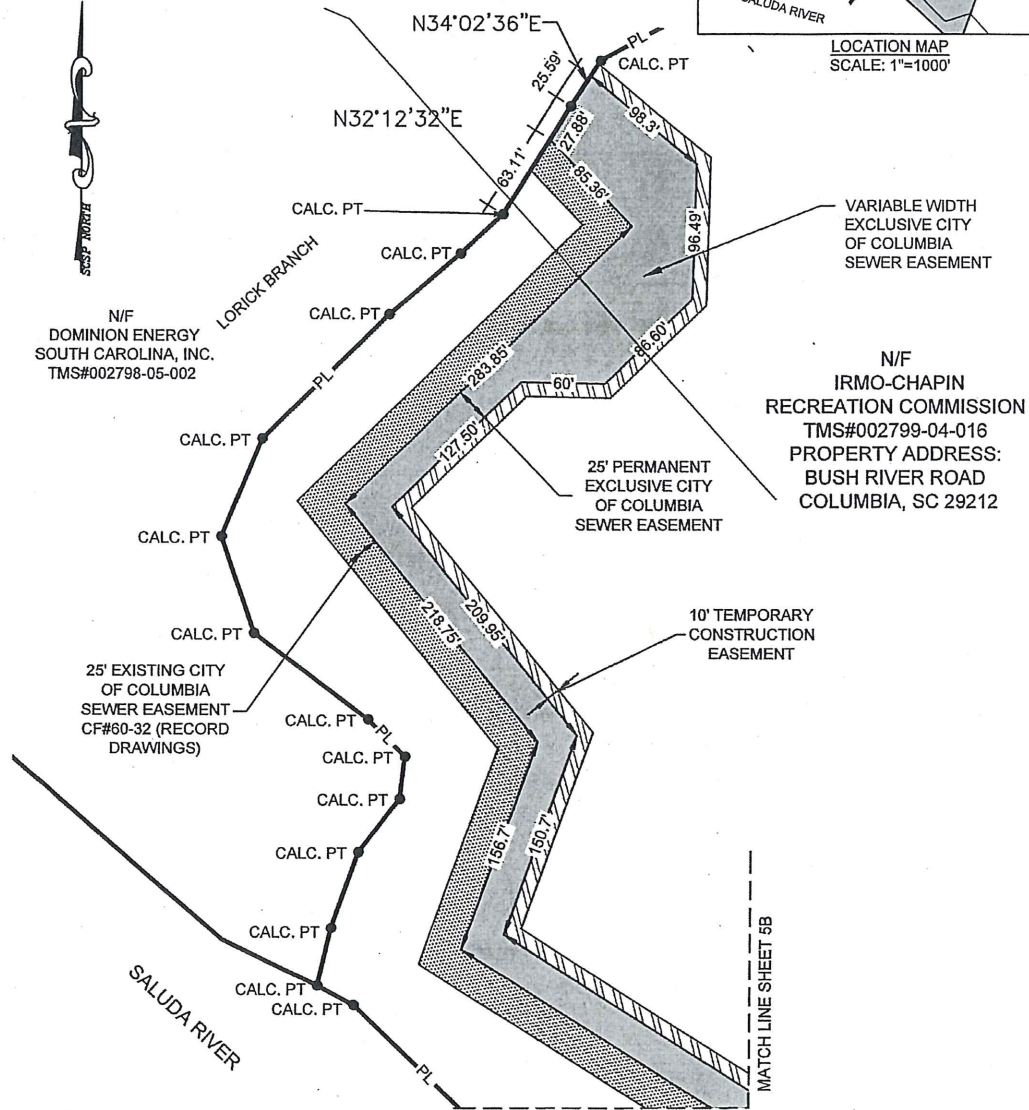 SALUDA RIVER
LOCATION MAP
SCALE: 1"=1000'
N34°02'36"E
PL
CALC. PT
25.59'
N32°12'32"E
98.3'
27.88'
63.11'
85.36'
SCSP NORTH
CALC. PT
96.49'
VARIABLE WIDTH
EXCLUSIVE CITY
OF COLUMBIA
SEWER EASEMENT
CALC. PT
LORICK BRANCH
CALC. PT
N/F
DOMINION ENERGY
SOUTH CAROLINA, INC.
TMS#002798-05-002
86.60'
N/F
IRMO-CHAPIN
RECREATION COMMISSION
TMS#002799-04-016
PROPERTY ADDRESS:
BUSH RIVER ROAD
COLUMBIA, SC 29212
283.85'
60'
PL
127.50'
CALC. PT
25' PERMANENT
EXCLUSIVE CITY
OF COLUMBIA
SEWER EASEMENT
CALC. PT
218.75'
209.95'
10' TEMPORARY
CONSTRUCTION
EASEMENT
CALC. PT
25' EXISTING CITY
OF COLUMBIA
SEWER EASEMENT
CF#60-32 (RECORD
DRAWINGS)
CALC. PT
PL
CALC. PT
CALC. PT
156.7'
150.7'
CALC. PT
CALC. PT
CALC. PT
CALC. PT
SALUDA RIVER
PL
MATCH LINE SHEET 5B